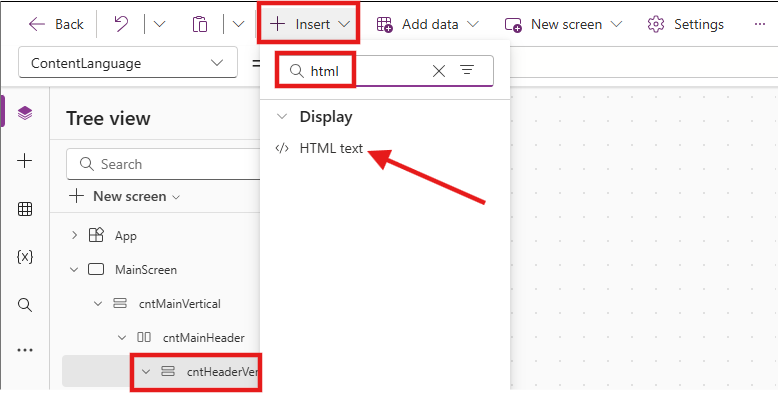 Back
Insert
Add data
New screen
Settings
ContentLanguage
=
html
Tree view
Display
HTML text
Search
New screen
App
MainScreen
cntMainVertical
cntMainHeader
cntHeaderVer